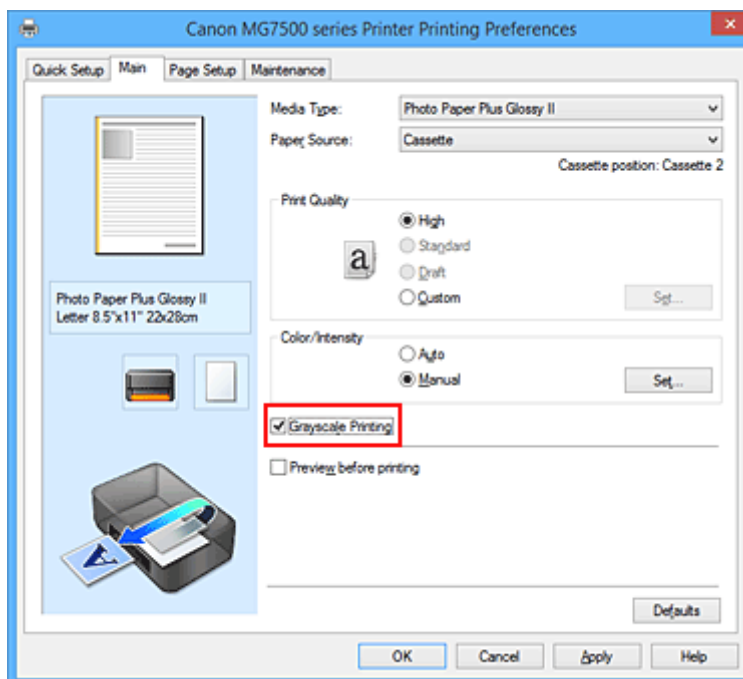 Canon MG7500 series Printer Printing Preferences
Quick Setup Main Page Setup Maintenance
Media Type: Photo Paper Plus Glossy II
Paper Source: Cassette
Cassette position: Cassette 2
Print Quality
High
a
Standard
Draft
Custom Set...
Photo Paper Plus Glossy II
Letter 8.5"x11" 22x28cm
Color/Intensity
Auto
Manual Set...
Grayscale Printing
Preview before printing
A
Defaults
OK Cancel Apply Help